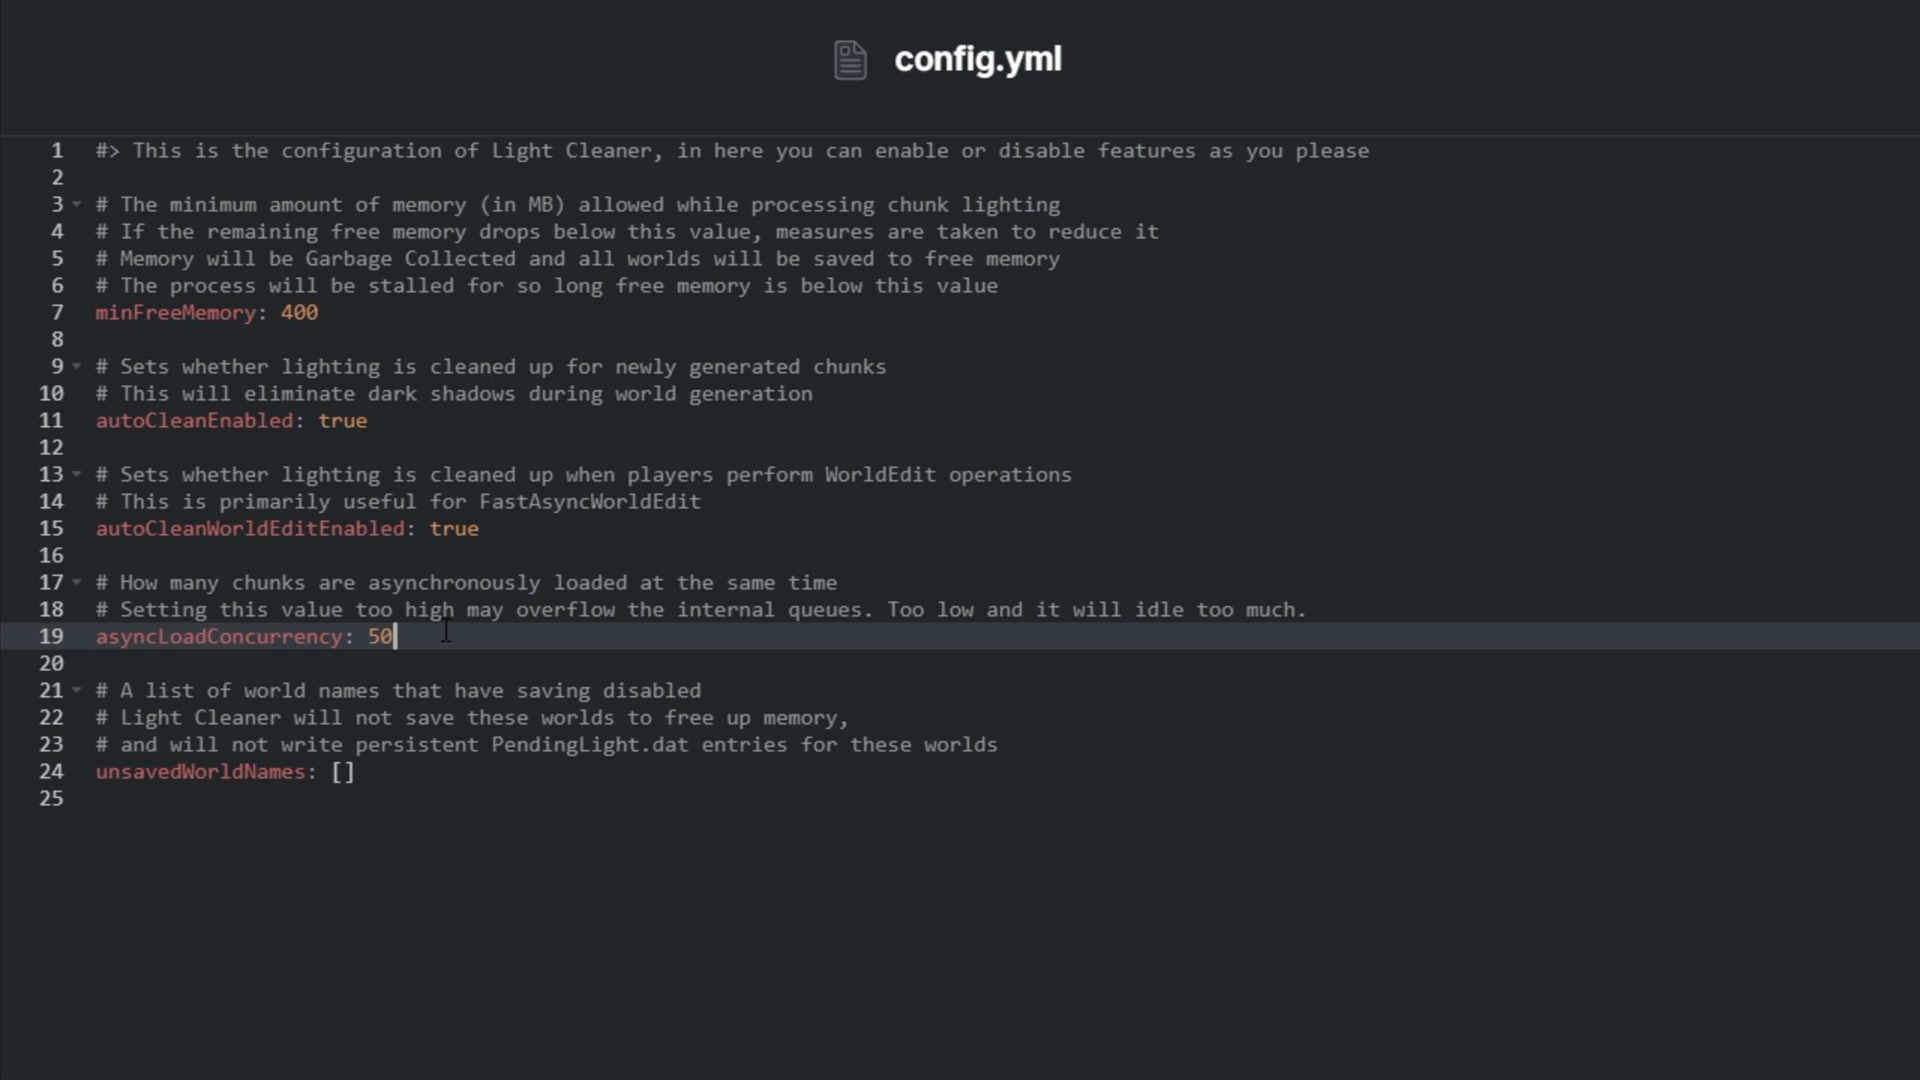 config.yml
1 #> This is the configuration of Light Cleaner, in here you can enable or disable features as you please
2
3 # The minimum amount of memory (in MB) allowed while processing chunk lighting
4 # If the remaining free memory drops below this value, measures are taken to reduce it
5 # Memory will be Garbage Collected and all worlds will be saved to free memory
6 # The process will be stalled for so long free memory is below this value
7 minFreeMemory: 400
8
9 # Sets whether lighting is cleaned up for newly generated chunks
10 # This will eliminate dark shadows during world generation
11 autoCleanEnabled: true
12
13 # Sets whether lighting is cleaned up when players perform WorldEdit operations
14 # This is primarily useful for FastAsyncWorldEdit
15 autoCleanWorldEditEnabled: true
16
17 # How many chunks are asynchronously loaded at the same time
18 # Setting this value too high may overflow the internal queues. Too low and it will idle too much.
19 asyncLoadConcurrency: 50
20
21 # A list of world names that have saving disabled
22 # Light Cleaner will not save these worlds to free up memory,
23 # and will not write persistent PendingLight.dat entries for these worlds
24 unsavedWorldNames: []
25